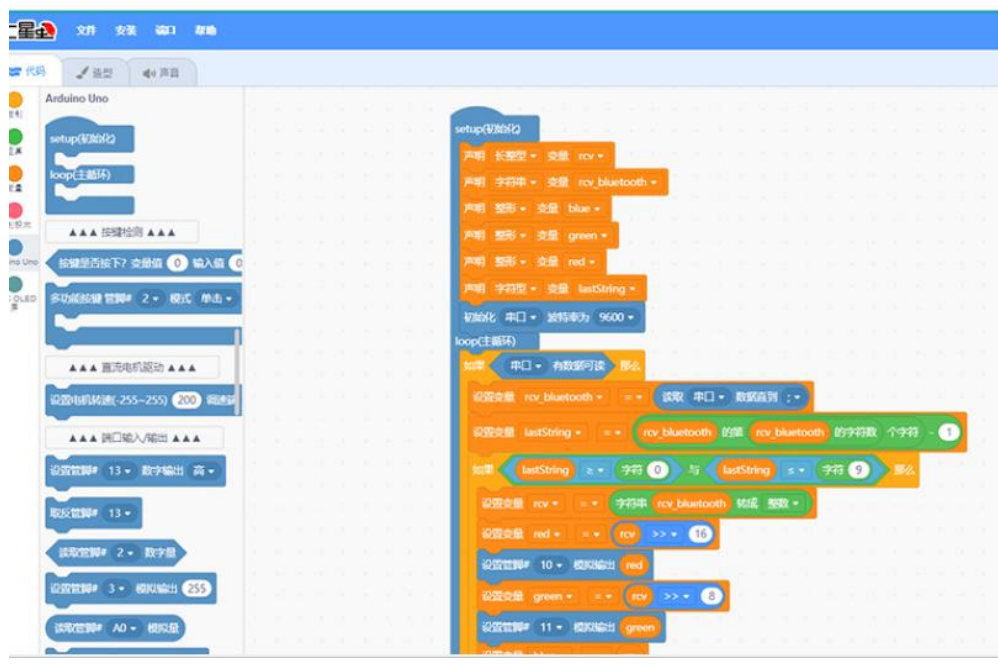 文件 安装 端口 帮助
代码 造型 声音
Arduino Uno
setup(初始化)
loop(主循环)
▲▲▲ 按键检测 ▲▲▲
按键是否按下? 变量值 0 输入值 0
多功能按键 管脚# 2 模式 单击
▲▲▲ 直流电机驱动 ▲▲▲
设置电机转速(-255~255) 200
▲▲▲ 端口输入/输出 ▲▲▲
设置管脚# 13 数字输出 高
取反管脚# 13
读取管脚# 2 数字量
设置管脚# 3 模拟输出 255
读取管脚# A0 模拟量
setup(初始化)
声明 长整型 变量 rcv
声明 字符串 变量 rcv_bluetooth
声明 整形 变量 blue
声明 整形 变量 green
声明 整形 变量 red
声明 字符型 变量 lastString
初始化 串口 波特率为 9600
loop(主循环)
如果 串口 有数据可读 那么
设置变量 rcv_bluetooth = 读取 串口 数据直到 ;
设置变量 lastString = rcv_bluetooth 的第 rcv_bluetooth 的字符数 个字符 - 1
如果 lastString ≥ 字符 0 与 lastString ≤ 字符 9 那么
设置变量 rcv = 字符串 rcv_bluetooth 转成 整数
设置变量 red = rcv >> 16
设置管脚# 10 模拟输出 red
设置变量 green = rcv >> 8
设置管脚# 11 模拟输出 green